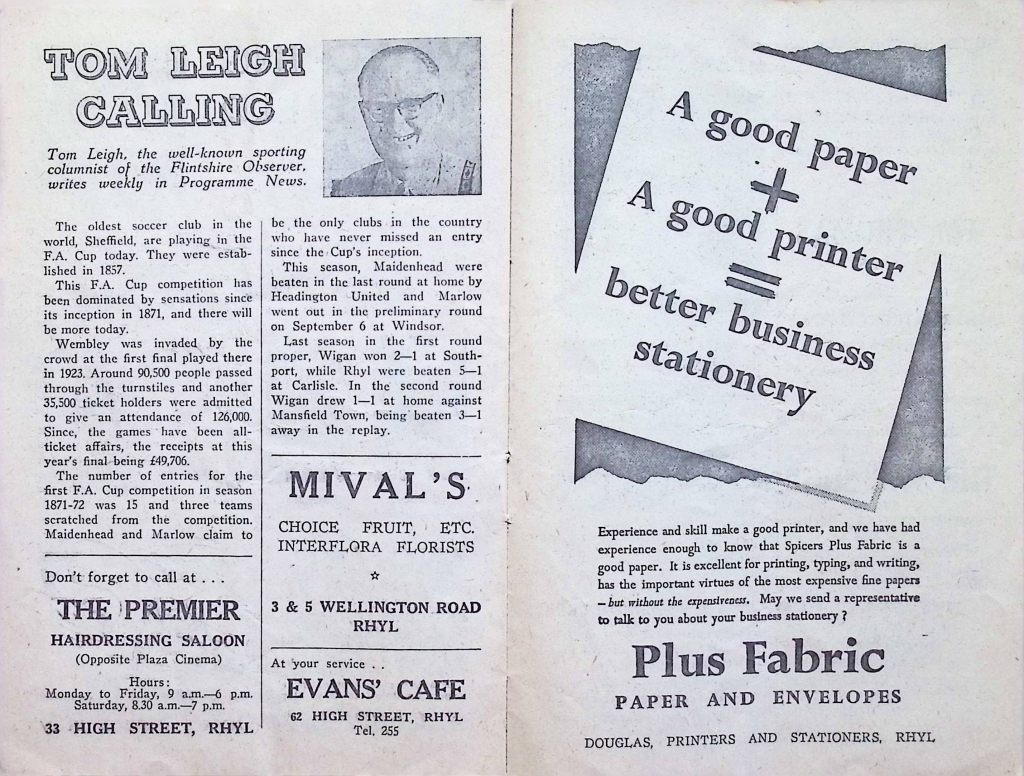 TOM LEIGH
CALLING
Tom Leigh, the well-known sporting
columnist of the Flintshire Observer,
writes weekly in Programme News.
The oldest soccer club in the
world, Sheffield, are playing in the
F.A. Cup today. They were estab-
lished in 1857.
This F.A. Cup competition has
been dominated by sensations since
its inception in 1871, and there will
be more today.
Wembley was invaded by the
crowd at the first final played there
in 1923. Around 90,500 people passed
through the turnstiles and another
35,500 ticket holders were admitted
to give an attendance of 126,000.
Since, the games have been all-
ticket affairs, the receipts at this
year's final being £49,706.
The number of entries for the
first F.A. Cup competition in season
1871-72 was 15 and three teams
scratched from the competition.
Maidenhead and Marlow claim to
be the only clubs in the country
who have never missed an entry
since the Cup's inception.
This season, Maidenhead were
beaten in the last round at home by
Headington United and Marlow
went out in the preliminary round
on September 6 at Windsor.
Last season in the first round
proper, Wigan won 2—1 at South-
port, while Rhyl were beaten 5—1
at Carlisle. In the second round
Wigan drew 1—1 at home against
Mansfield Town, being beaten 3—1
away in the replay.
Don't forget to call at . . .
THE PREMIER
HAIRDRESSING SALOON
(Opposite Plaza Cinema)
Hours:
Monday to Friday, 9 a.m.—6 p.m.
Saturday, 8.30 a.m.—7 p.m.
33 HIGH STREET, RHYL
MIVAL'S
CHOICE FRUIT, ETC.
INTERFLORA FLORISTS
3 & 5 WELLINGTON ROAD
RHYL
At your service . .
EVANS' CAFE
62 HIGH STREET, RHYL
Tel. 255
A good paper
+
A good printer
=
better business
stationery
Experience and skill make a good printer, and we have had
experience enough to know that Spicers Plus Fabric is a
good paper. It is excellent for printing, typing, and writing,
has the important virtues of the most expensive fine papers
—but without the expensiveness. May we send a representative
to talk to you about your business stationery?
Plus Fabric
PAPER AND ENVELOPES
DOUGLAS, PRINTERS AND STATIONERS, RHYL